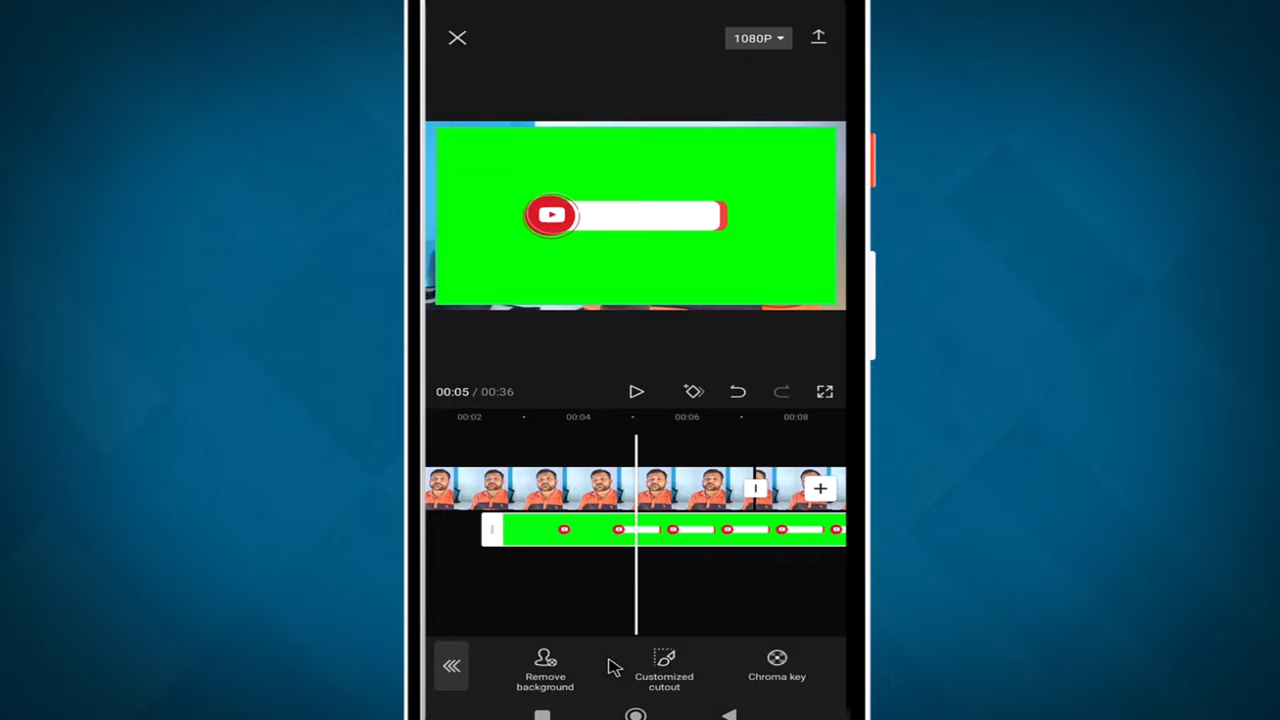 1080P
00:05 / 00:36
00:02 00:04 00:06 00:08
Remove
background
Customized
cutout
Chroma key